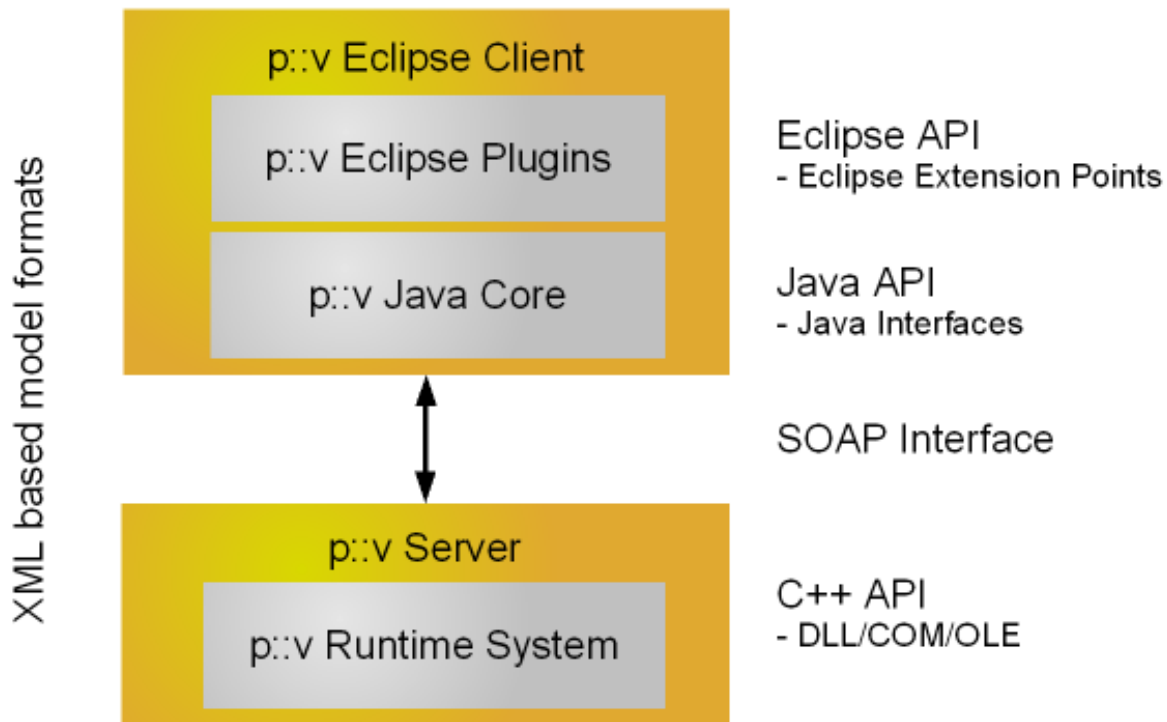 XML based model formats
p::v Eclipse Client
p::v Eclipse Plugins
Eclipse API
- Eclipse Extension Points
p::v Java Core
Java API
- Java Interfaces
SOAP Interface
p::v Server
p::v Runtime System
C++ API
- DLL/COM/OLE